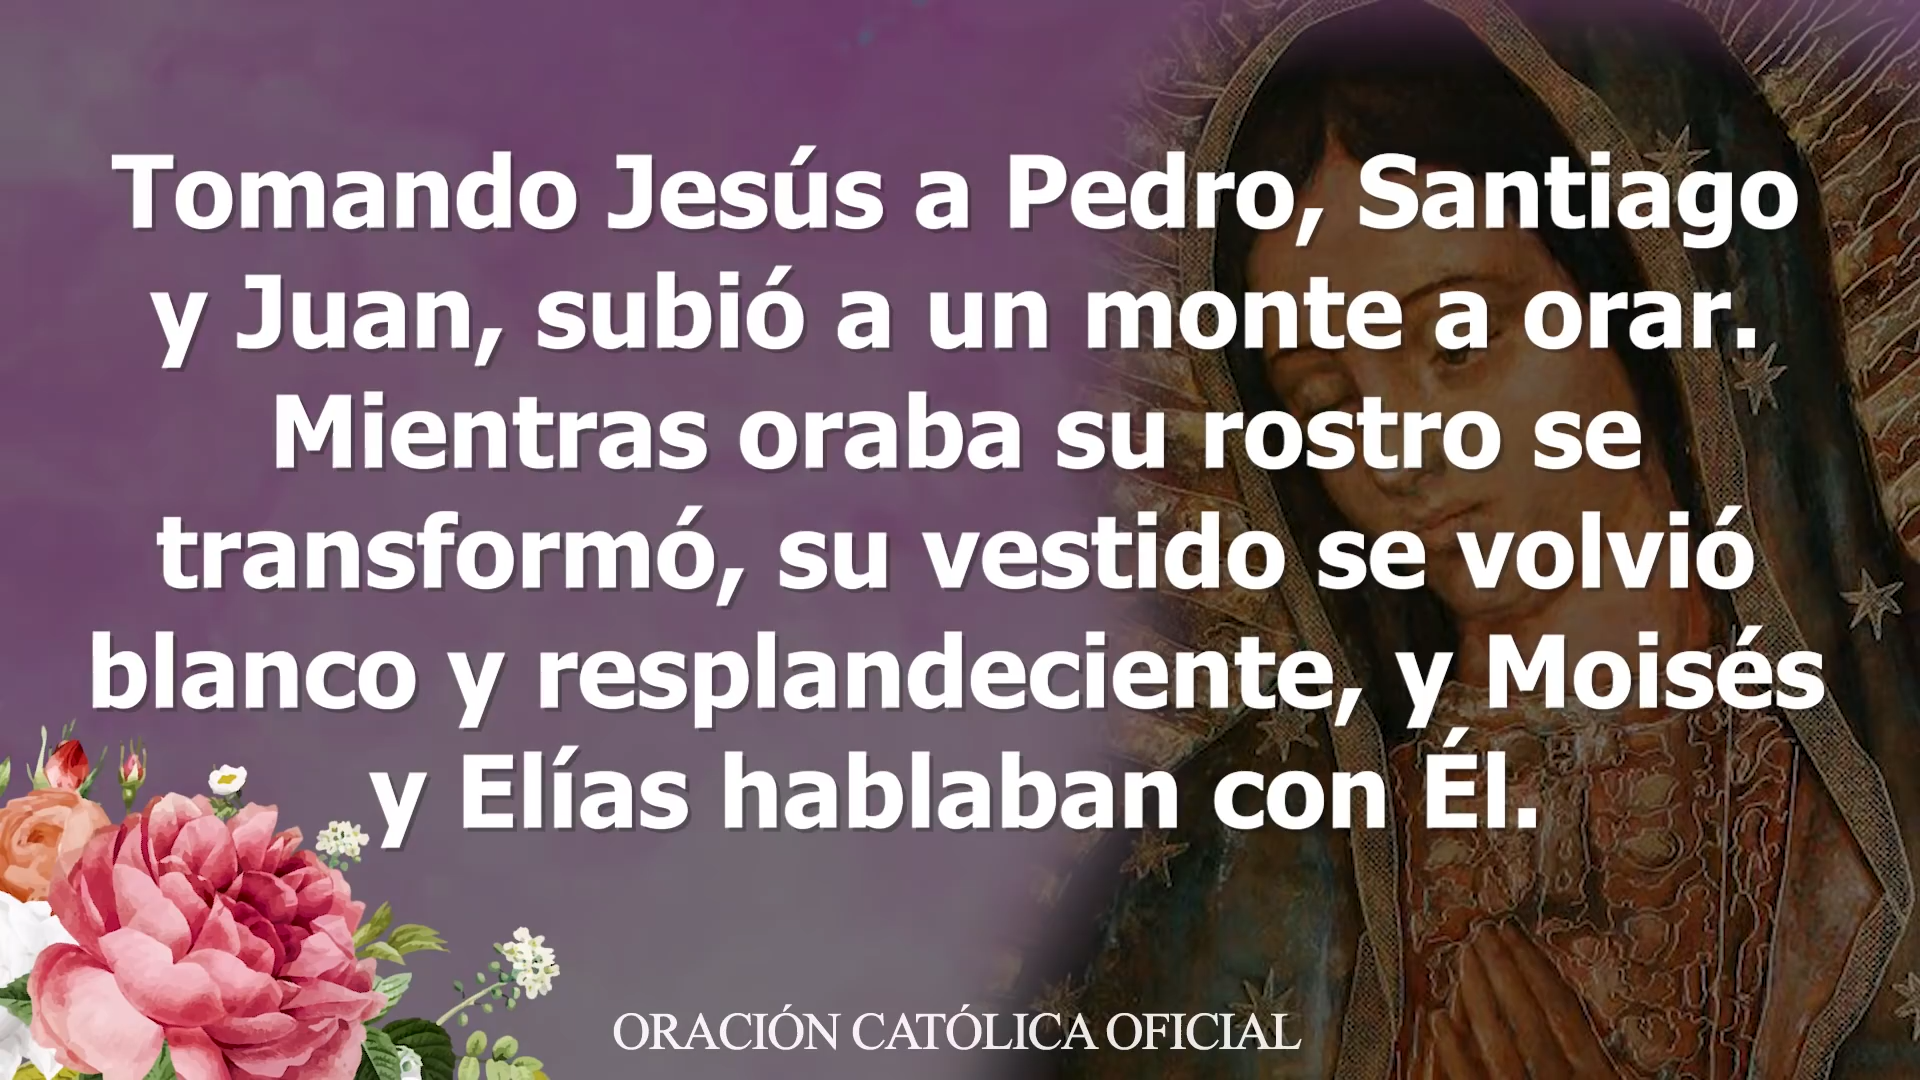 Tomando Jesús a Pedro, Santiago
y Juan, subió a un monte a orar.
Mientras oraba su rostro se
transformó, su vestido se volvió
blanco y resplandeciente, y Moisés
y Elías hablaban con Él.
ORACIÓN CATÓLICA OFICIAL